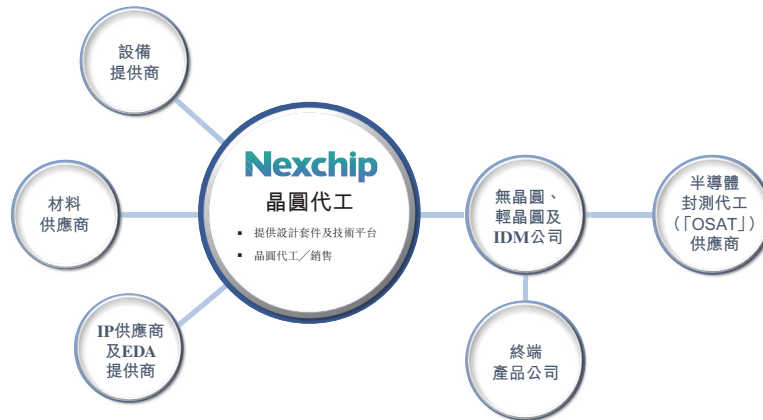 設備
提供商
材料
供應商
IP供應商
及EDA
提供商
Nexchip
晶圓代工
▪ 提供設計套件及技術平台
▪ 晶圓代工／銷售
無晶圓、
輕晶圓及
IDM公司
終端
產品公司
半導體
封測代工
(「OSAT」)
供應商